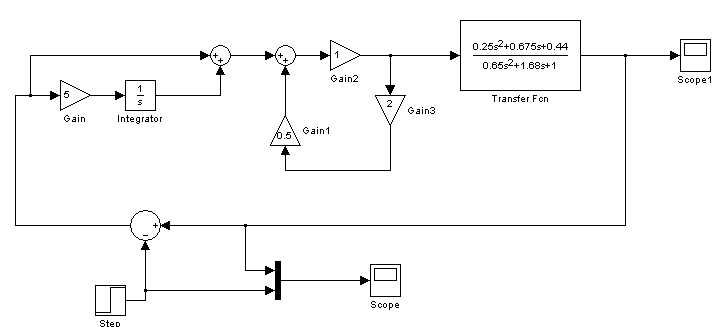 +
+
+
+
1
Gain2
0.25s²+0.675s+0.44
0.65s²+1.68s+1
Transfer Fcn
Scope1
5
Gain
1
s
Integrator
2
Gain3
0.5
Gain1
+
−
Step
Scope